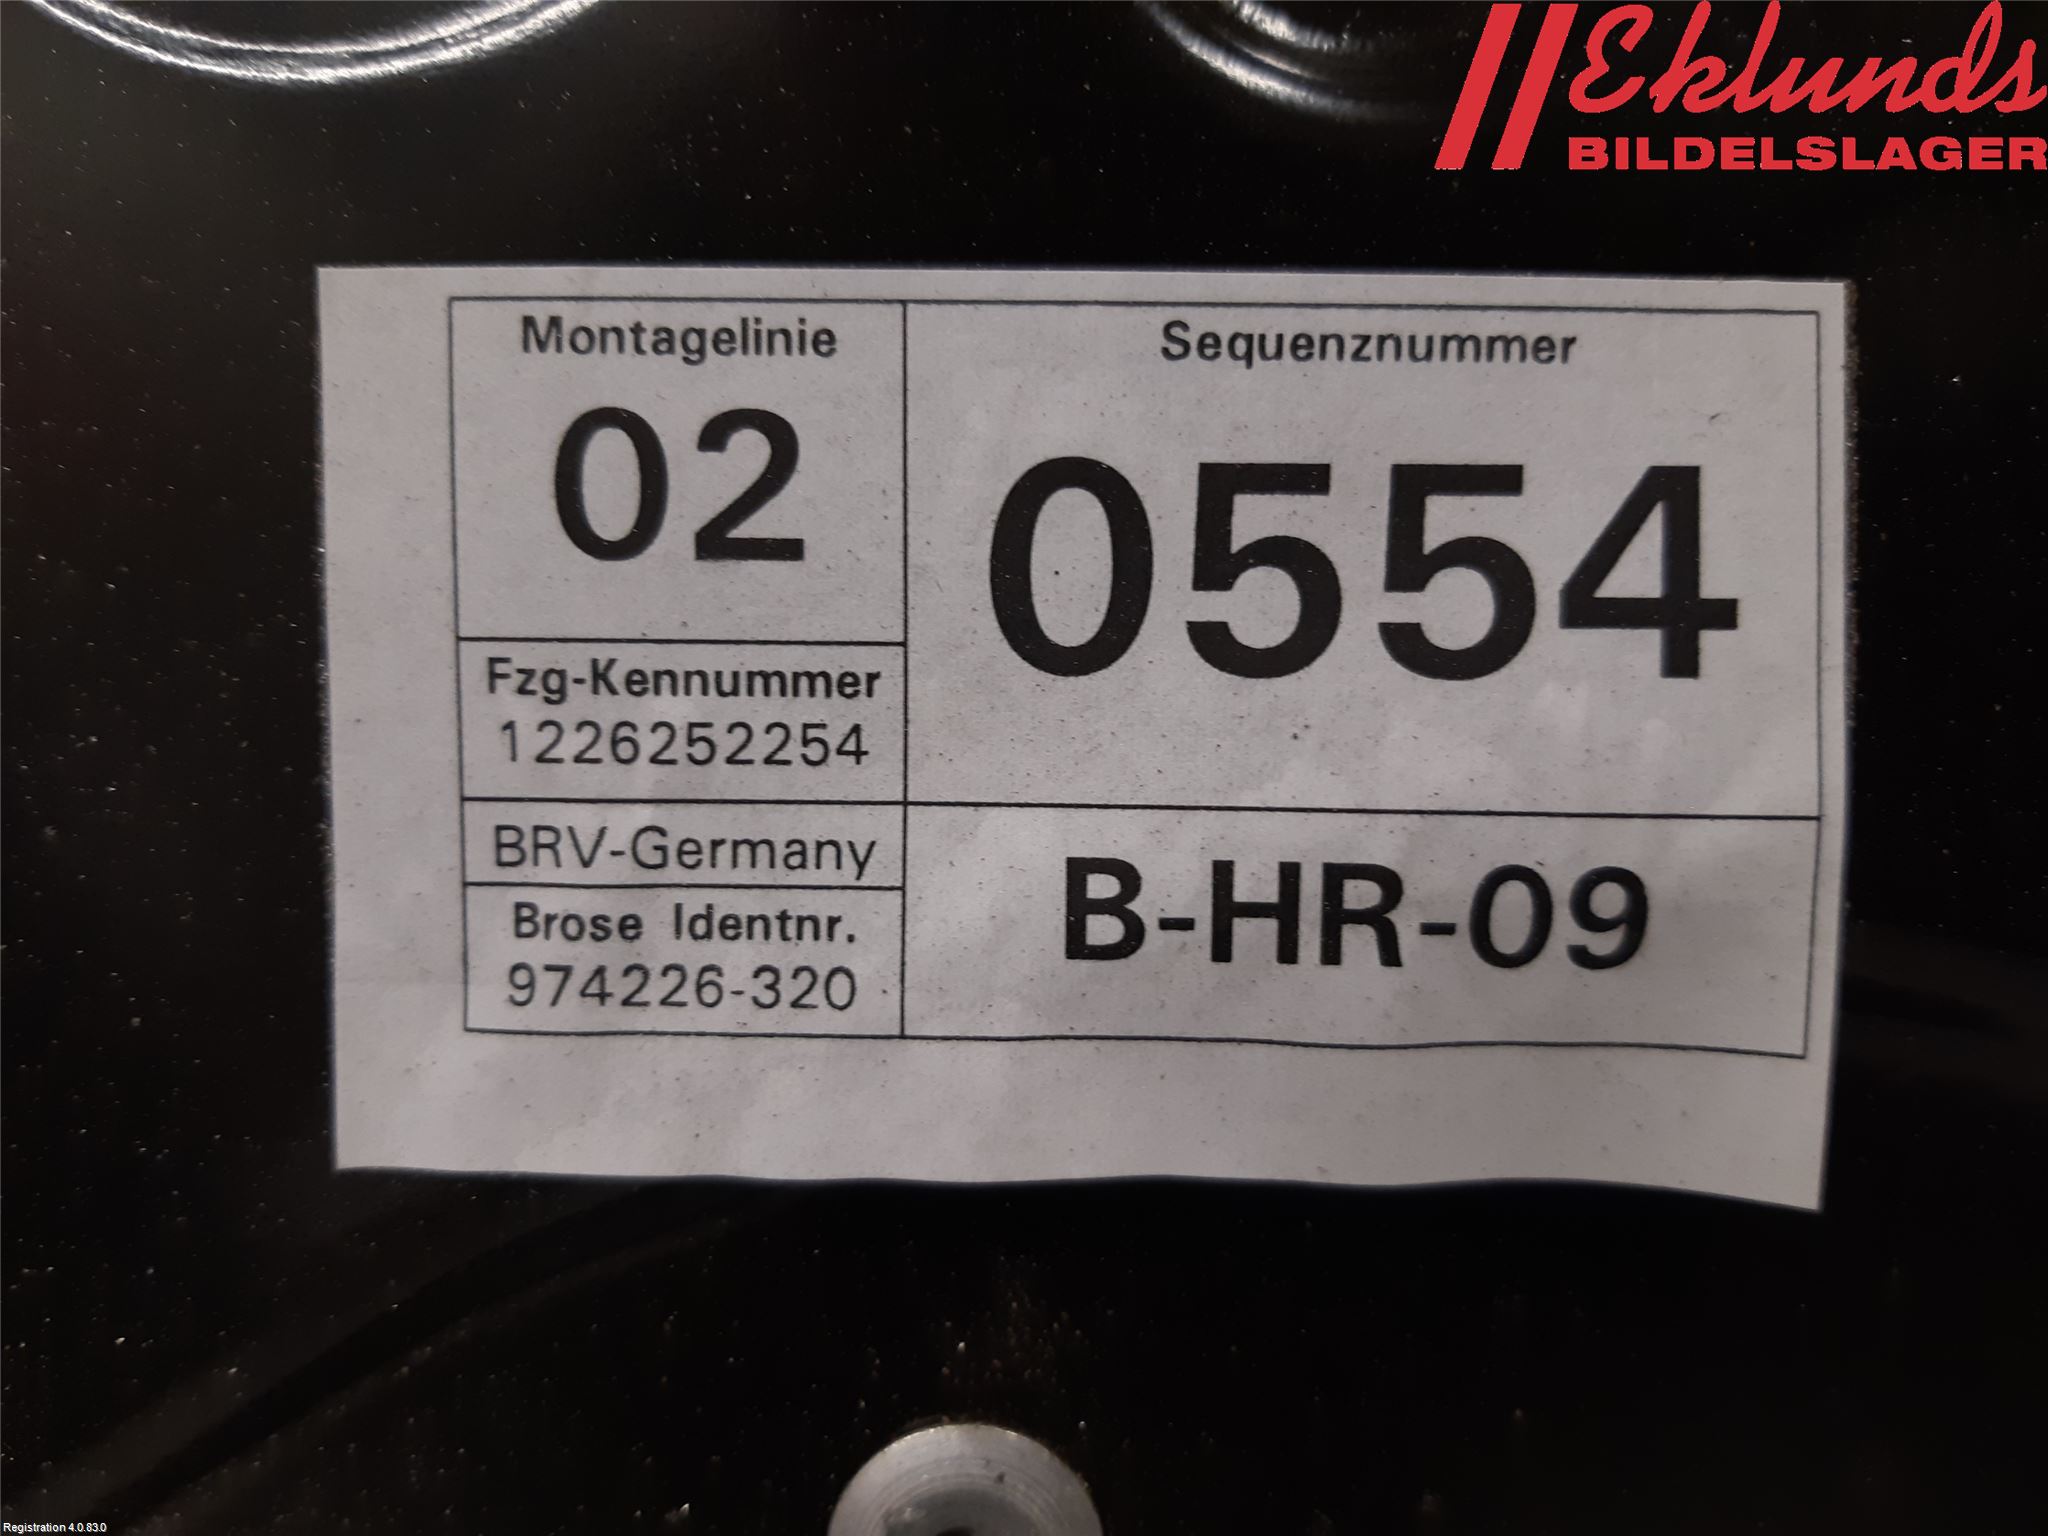 Eklunds
BILDELSLAGER
Montagelinie
02
Sequenznummer
0554
Fzg-Kennummer
1226252254
BRV-Germany
Brose Identnr.
974226-320
B-HR-09
Registration 4.0.83.0